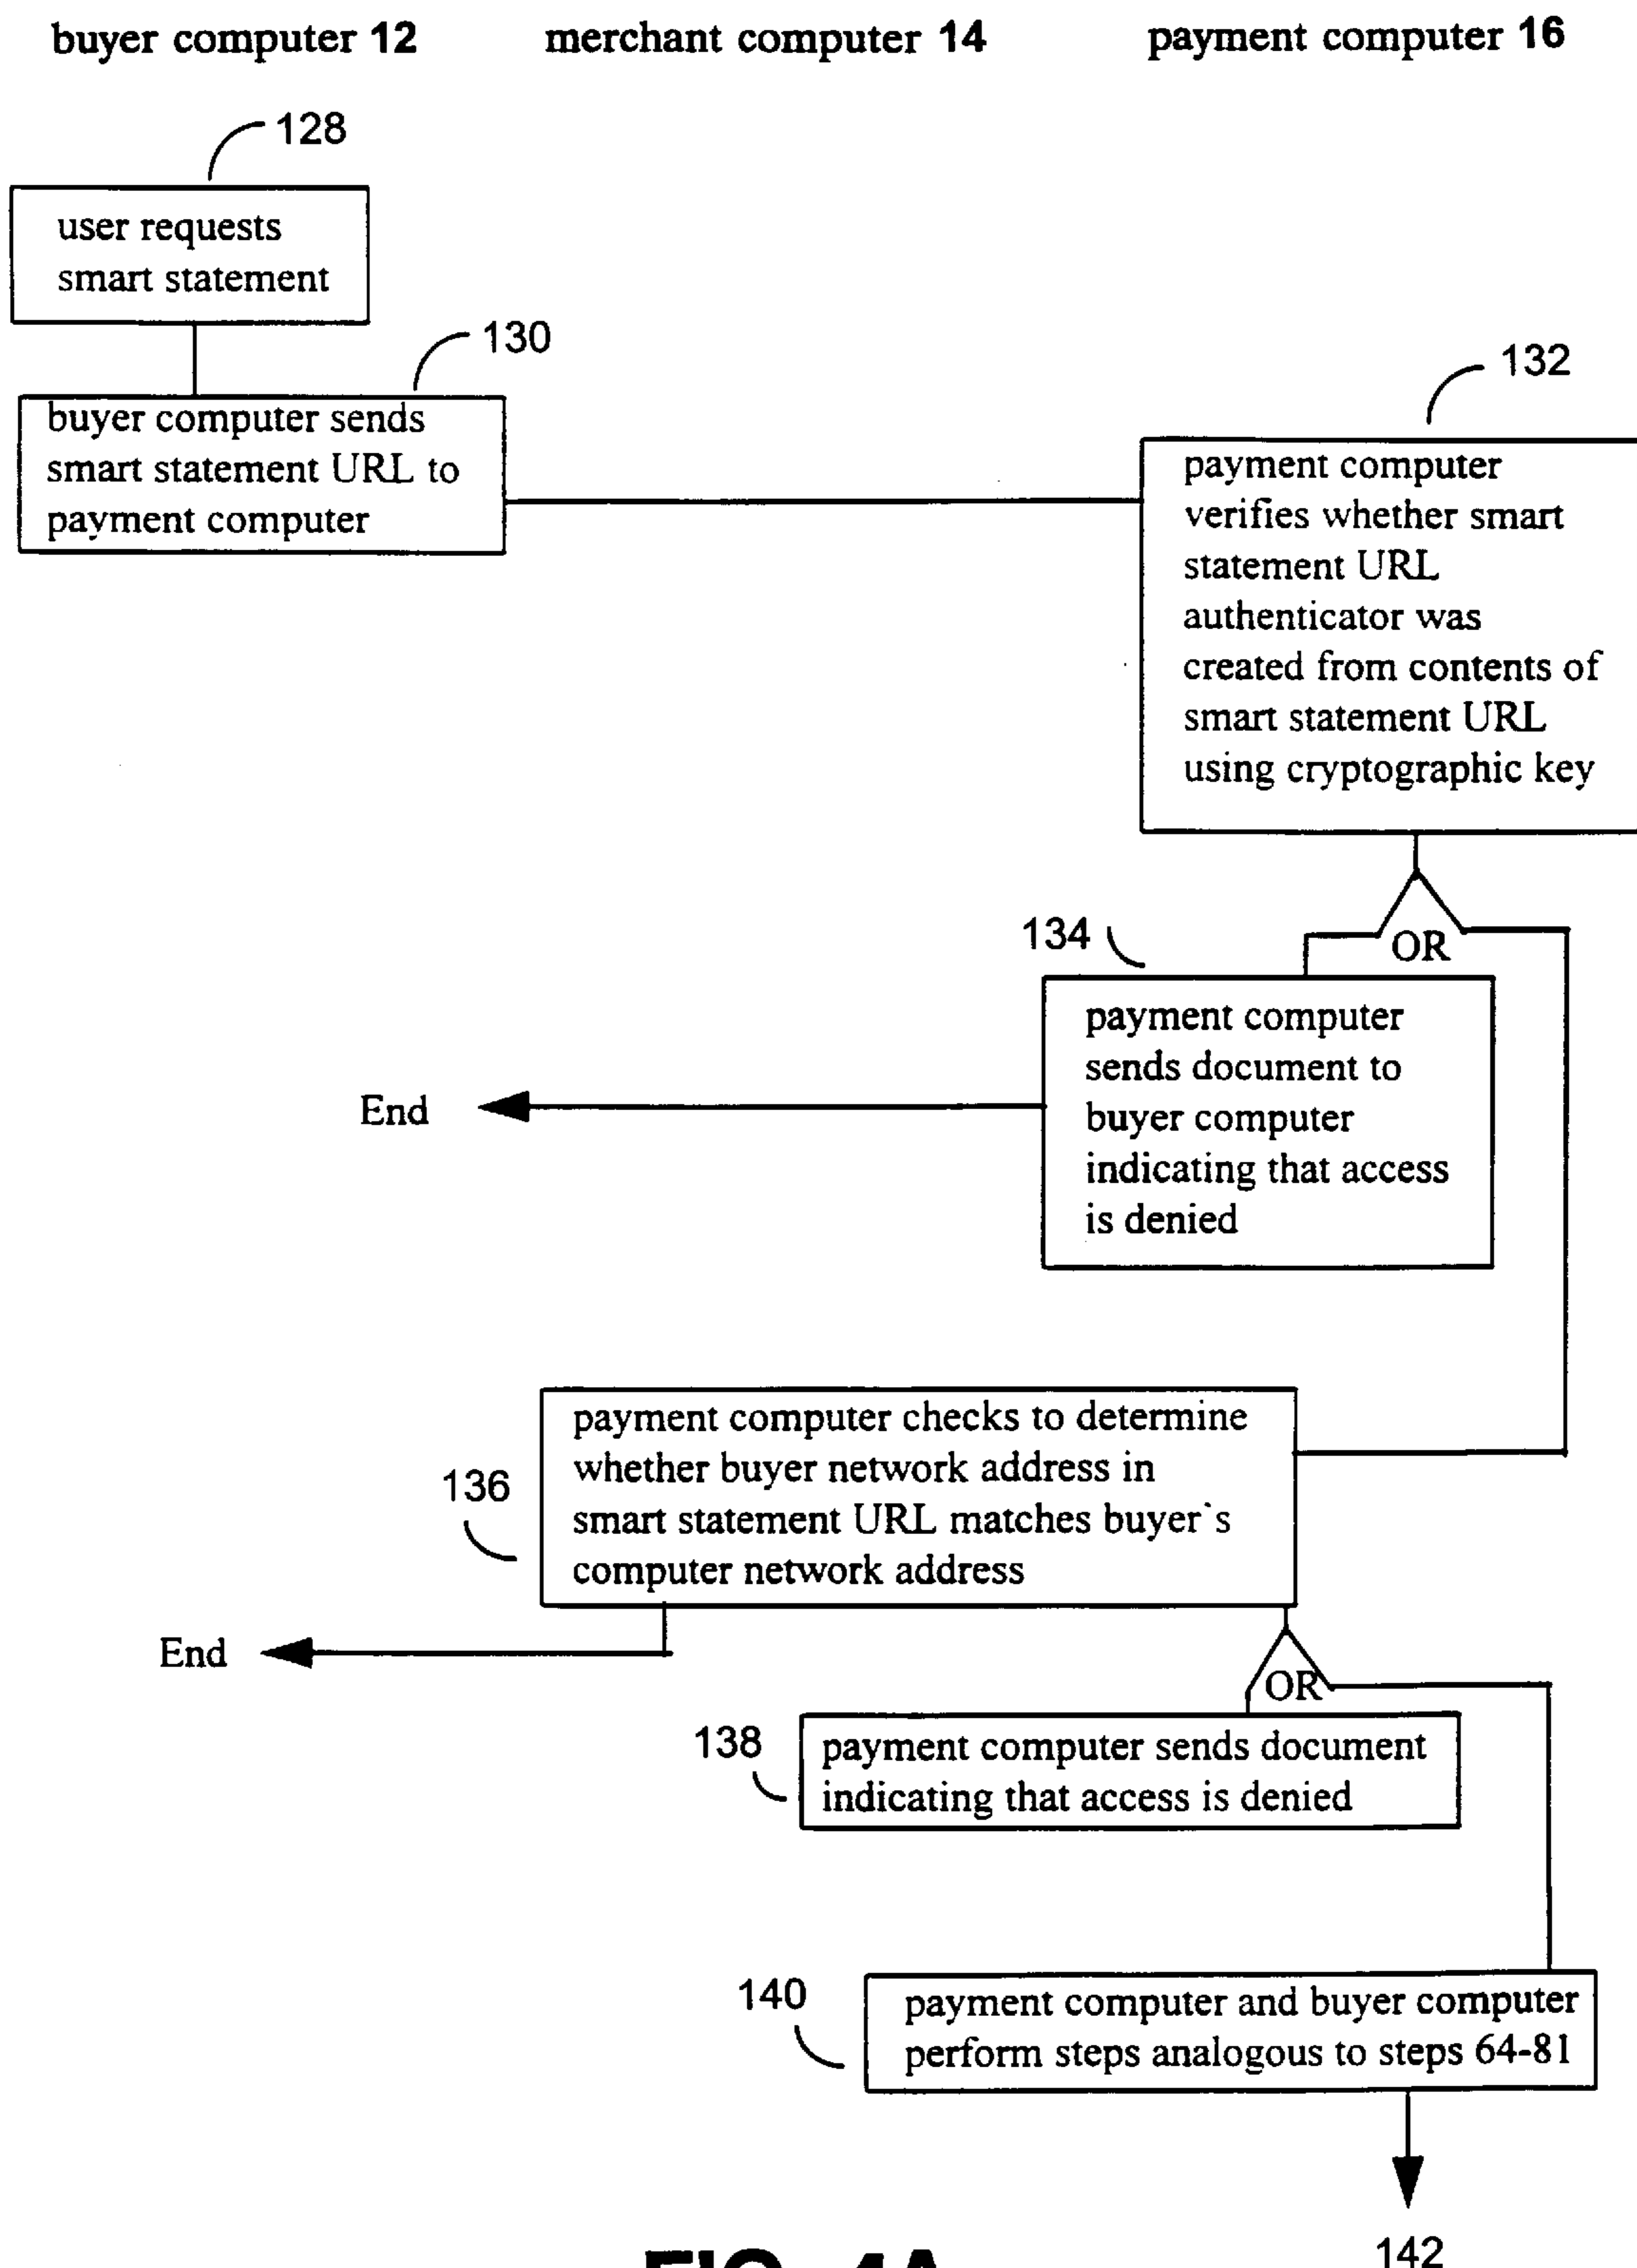 buyer computer 12 merchant computer 14 payment computer 16
128
user requests
smart statement
130
buyer computer sends
smart statement URL to
payment computer
132
payment computer
verifies whether smart
statement URL
authenticator was
created from contents of
smart statement URL
using cryptographic key
OR
134
payment computer
sends document to
buyer computer
indicating that access
is denied
End
136
payment computer checks to determine
whether buyer network address in
smart statement URL matches buyer`s
computer network address
End
OR
138
payment computer sends document
indicating that access is denied
140
payment computer and buyer computer
perform steps analogous to steps 64-81
142
FIG. 4A